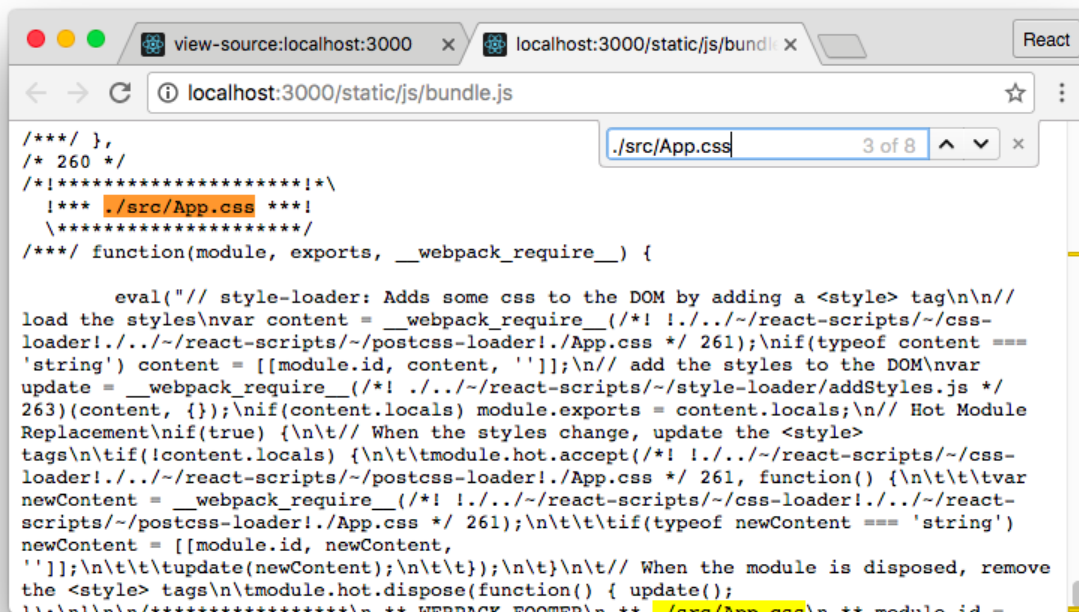 view-source:localhost:3000
localhost:3000/static/js/bundl
React
localhost:3000/static/js/bundle.js
./src/App.css 3 of 8
/***/ },
/* 260 */
/*!*********************!*\
  !*** ./src/App.css ***!
  \*********************/
/***/ function(module, exports, __webpack_require__) {
eval("// style-loader: Adds some css to the DOM by adding a <style> tag\n\n//
load the styles\nvar content = __webpack_require__(/*! !./../~/react-scripts/~/css-
loader!./../~/react-scripts/~/postcss-loader!./App.css */ 261);\nif(typeof content ===
'string') content = [[module.id, content, '']];\n// add the styles to the DOM\nvar
update = __webpack_require__(/*! ./../~/react-scripts/~/style-loader/addStyles.js */
263)(content, {});\nif(content.locals) module.exports = content.locals;\n// Hot Module
Replacement\nif(true) {\n\t// When the styles change, update the <style>
tags\n\tif(!content.locals) {\n\t\tmodule.hot.accept(/*! !./../~/react-scripts/~/css-
loader!./../~/react-scripts/~/postcss-loader!./App.css */ 261, function() {\n\t\t\tvar
newContent = __webpack_require__(/*! !./../~/react-scripts/~/css-loader!./../~/react-
scripts/~/postcss-loader!./App.css */ 261);\n\t\t\tif(typeof newContent === 'string')
newContent = [[module.id, newContent,
'']];\n\t\t\tupdate(newContent);\n\t\t});\n\t}\n\t// When the module is disposed, remove
the <style> tags\n\tmodule.hot.dispose(function() { update();
});\n}\n\n/*****************\n ** WEBPACK FOOTER\n ** ./src/App.css\n ** module id =